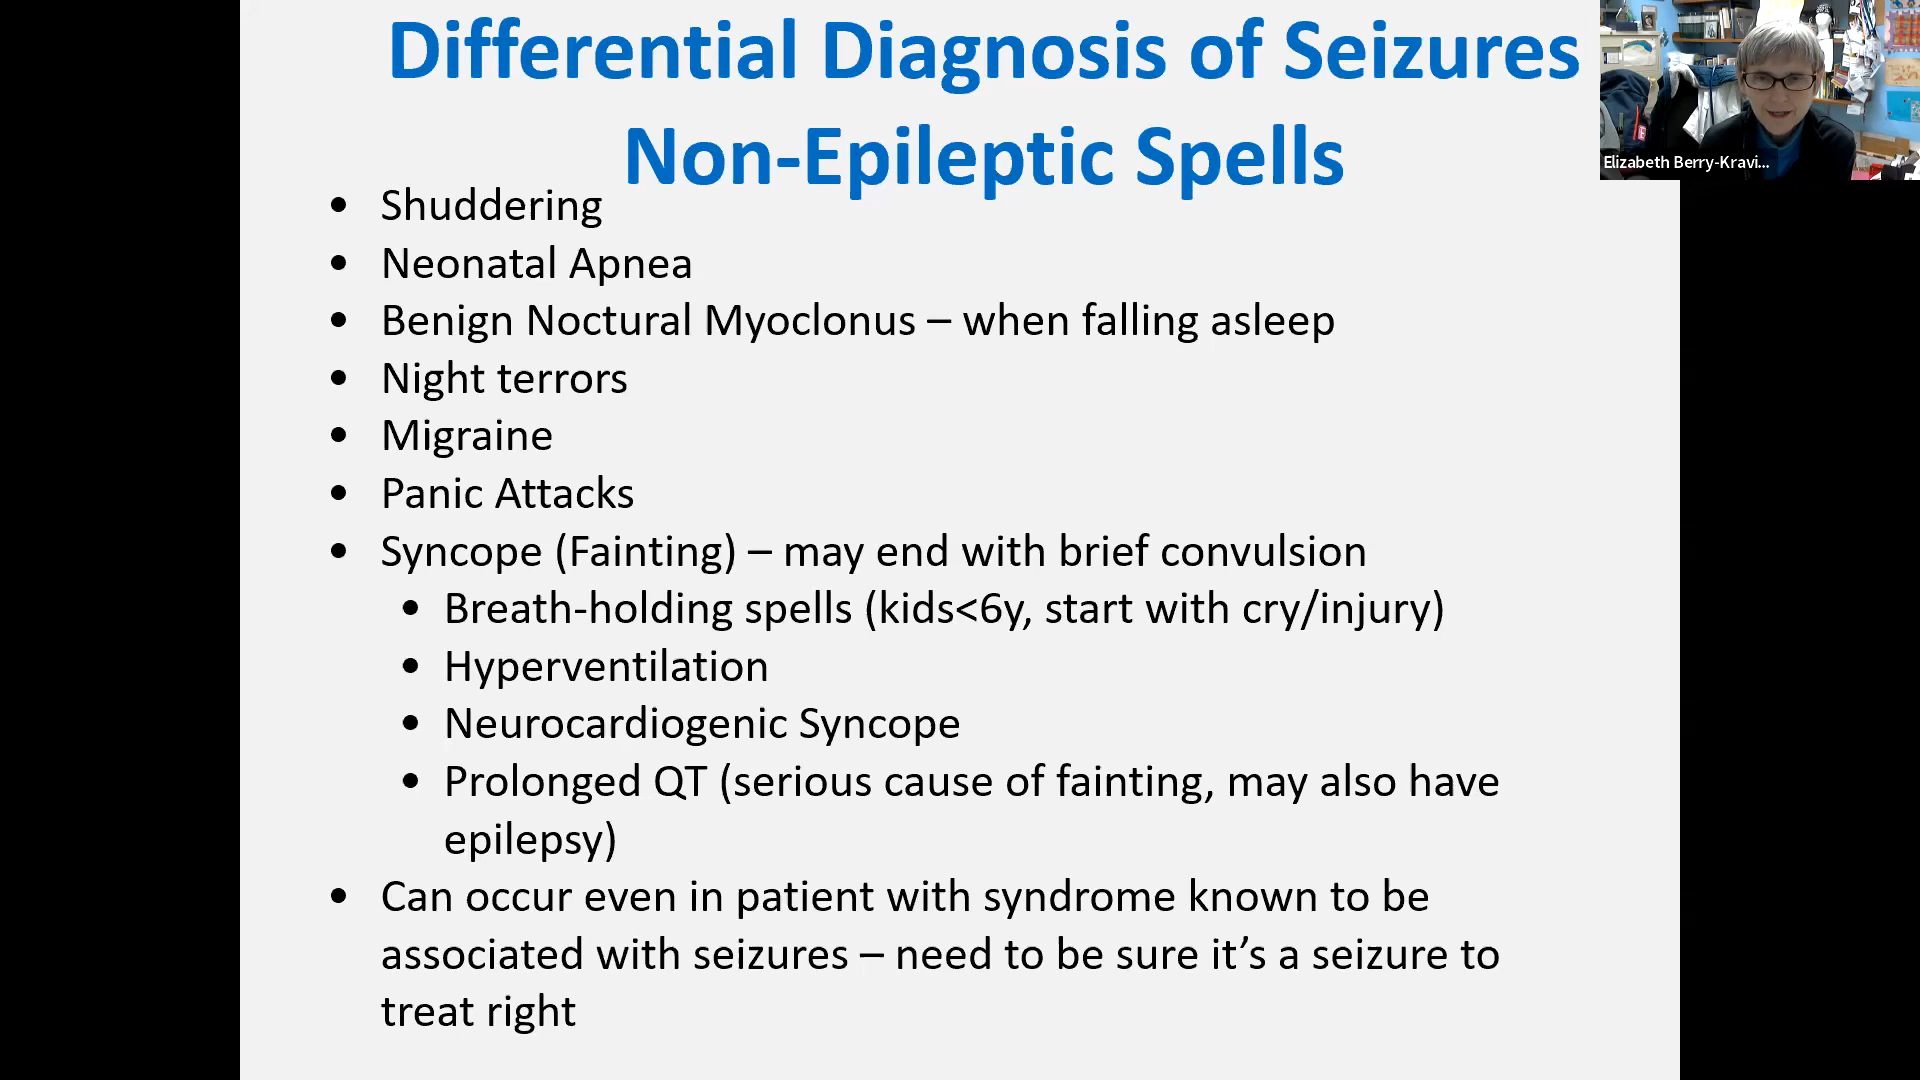 Differential Diagnosis of Seizures
Non-Epileptic Spells
Elizabeth Berry-Kravi...
• Shuddering
• Neonatal Apnea
• Benign Noctural Myoclonus – when falling asleep
• Night terrors
• Migraine
• Panic Attacks
• Syncope (Fainting) – may end with brief convulsion
• Breath-holding spells (kids<6y, start with cry/injury)
• Hyperventilation
• Neurocardiogenic Syncope
• Prolonged QT (serious cause of fainting, may also have
epilepsy)
• Can occur even in patient with syndrome known to be
associated with seizures – need to be sure it’s a seizure to
treat right